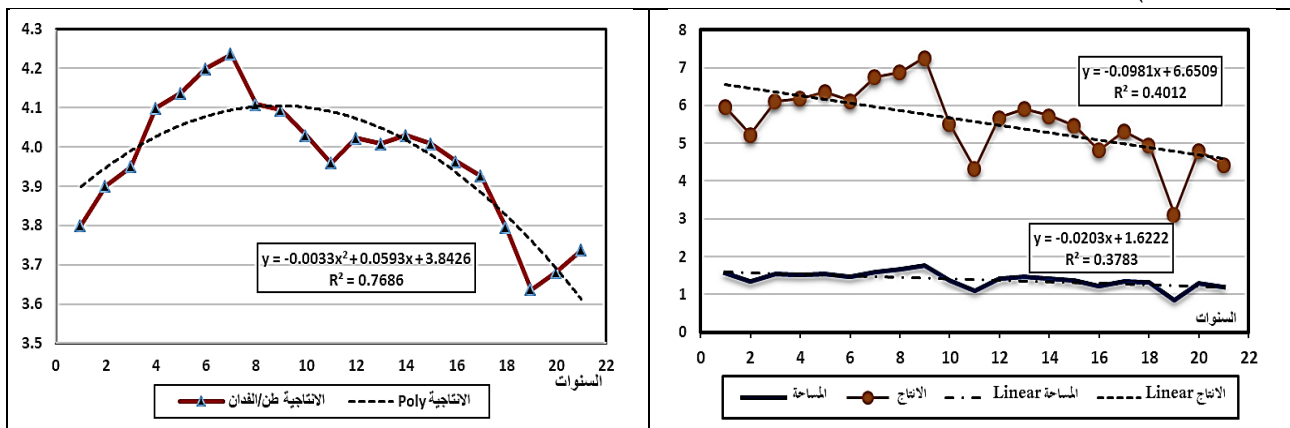 4.3
4.2
4.1
4.0
3.9
3.8
3.7
3.6
3.5
y = -0.0033x² + 0.0593x + 3.8426
R² = 0.7686
0 2 4 6 8 10 12 14 16 18 20 22
السنوات
الانتاجية طن/الفدان
Poly الانتاجية
8
7
6
5
4
3
2
1
0
y = -0.0981x + 6.6509
R² = 0.4012
y = -0.0203x + 1.6222
R² = 0.3783
السنوات
0 2 4 6 8 10 12 14 16 18 20 22
المساحة
الانتاج
Linear المساحة
Linear الانتاج